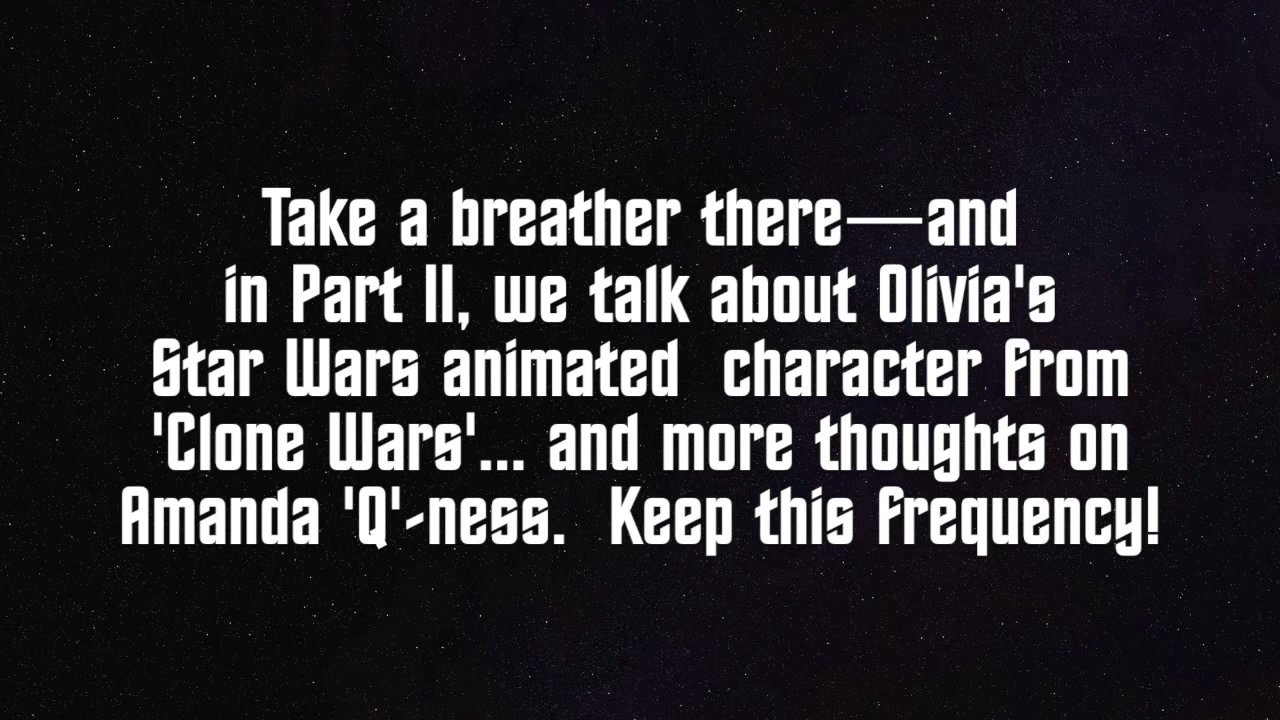 Take a breather there—and
in Part II, we talk about Olivia's
Star Wars animated  character from
'Clone Wars'... and more thoughts on
Amanda 'Q'-ness.  Keep this frequency!